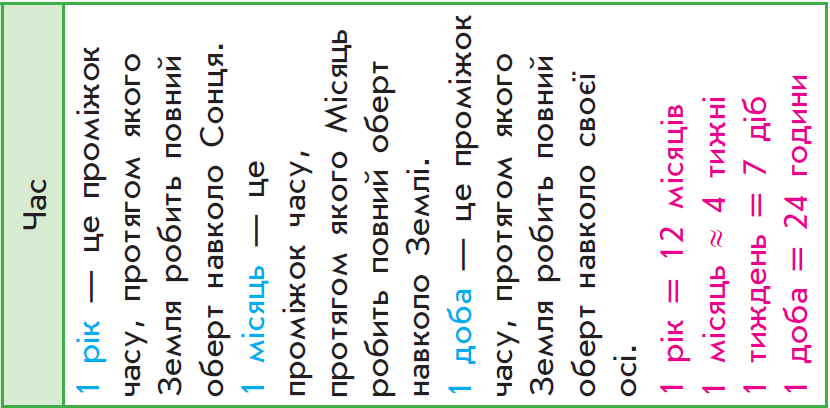 Час
1 рік — це проміжок
часу, протягом якого
Земля робить повний
оберт навколо Сонця.
1 місяць — це
проміжок часу,
протягом якого Місяць
робить повний оберт
навколо Землі.
1 доба — це проміжок
часу, протягом якого
Земля робить повний
оберт навколо своєї
осі.
1 рік = 12 місяців
1 місяць ≈ 4 тижні
1 тиждень = 7 діб
1 доба = 24 години